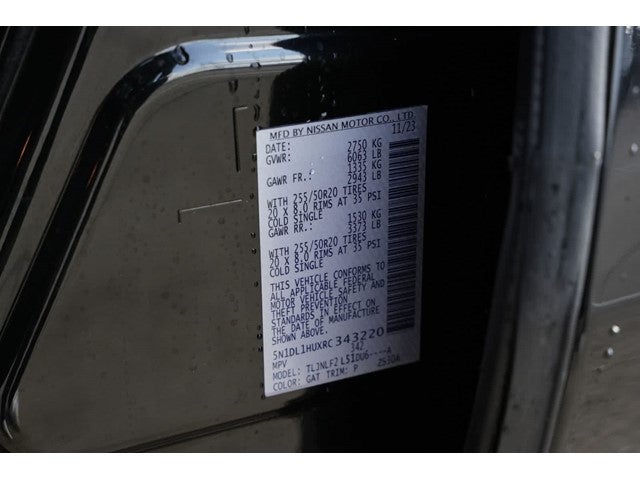 MFD BY NISSAN MOTOR CO., LTD.
DATE: 11/23
GVWR: 2750 KG
6063 LB
GAWR FR.: 1335 KG
2943 LB
WITH 255/50R20 TIRES
20 X 8.0 RIMS AT 35 PSI
COLD SINGLE
GAWR RR.: 1530 KG
3373 LB
WITH 255/50R20 TIRES
20 X 8.0 RIMS AT 35 PSI
COLD SINGLE
THIS VEHICLE CONFORMS TO
ALL APPLICABLE FEDERAL
MOTOR VEHICLE SAFETY AND
THEFT PREVENTION
STANDARDS IN EFFECT ON
THE DATE OF MANUFACTURE
SHOWN ABOVE.
5N1DL1HUXRC343220
MPV 342
MODEL: TLJNLF2 L51DU6----A
COLOR: GAT TRIM: P